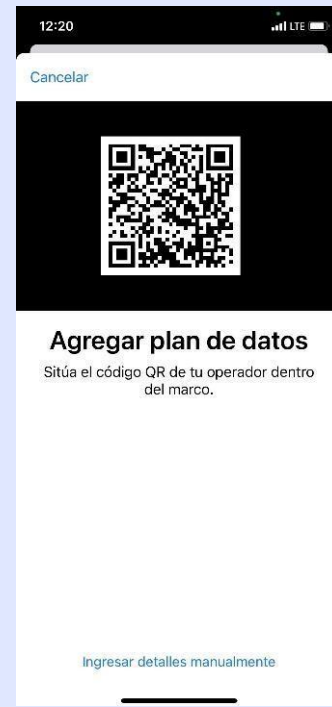 12:20
LTE
Cancelar
Agregar plan de datos
Sitúa el código QR de tu operador dentro
del marco.
Ingresar detalles manualmente